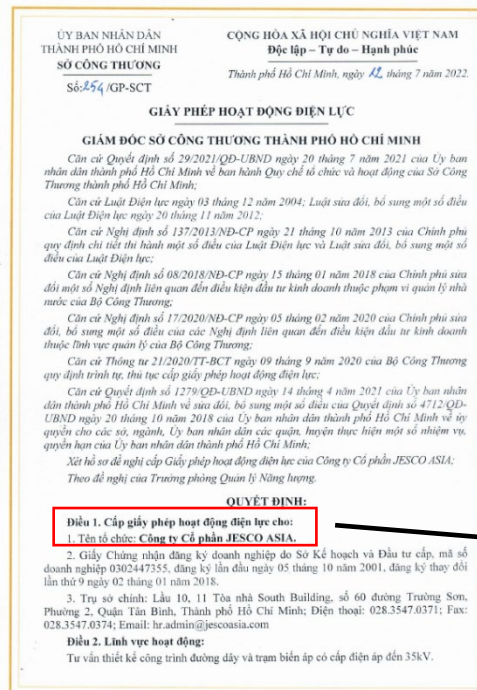 ỦY BAN NHÂN DÂN
THÀNH PHỐ HỒ CHÍ MINH
SỞ CÔNG THƯƠNG
Số: 254 /GP-SCT
CỘNG HÒA XÃ HỘI CHỦ NGHĨA VIỆT NAM
Độc lập – Tự do – Hạnh phúc
Thành phố Hồ Chí Minh, ngày 12 tháng 7 năm 2022.
GIẤY PHÉP HOẠT ĐỘNG ĐIỆN LỰC
GIÁM ĐỐC SỞ CÔNG THƯƠNG THÀNH PHỐ HỒ CHÍ MINH
Căn cứ Quyết định số 29/2021/QĐ-UBND ngày 20 tháng 7 năm 2021 của Ủy ban
nhân dân thành phố Hồ Chí Minh về ban hành Quy chế tổ chức và hoạt động của Sở Công
Thương thành phố Hồ Chí Minh;
Căn cứ Luật Điện lực ngày 03 tháng 12 năm 2004; Luật sửa đổi, bổ sung một số điều
của Luật Điện lực ngày 20 tháng 11 năm 2012;
Căn cứ Nghị định số 137/2013/NĐ-CP ngày 21 tháng 10 năm 2013 của Chính phủ
quy định chi tiết thi hành một số điều của Luật Điện lực và Luật sửa đổi, bổ sung một số
điều của Luật Điện lực;
Căn cứ Nghị định số 08/2018/NĐ-CP ngày 15 tháng 01 năm 2018 của Chính phủ sửa
đổi một số Nghị định liên quan đến điều kiện đầu tư kinh doanh thuộc phạm vi quản lý nhà
nước của Bộ Công Thương;
Căn cứ Nghị định số 17/2020/NĐ-CP ngày 05 tháng 02 năm 2020 của Chính phủ sửa
đổi, bổ sung một số điều của các Nghị định liên quan đến điều kiện đầu tư kinh doanh
thuộc lĩnh vực quản lý của Bộ Công Thương;
Căn cứ Thông tư 21/2020/TT-BCT ngày 09 tháng 9 năm 2020 của Bộ Công Thương
quy định trình tự, thủ tục cấp giấy phép hoạt động điện lực;
Căn cứ Quyết định số 1279/QĐ-UBND ngày 14 tháng 4 năm 2021 của Ủy ban nhân
dân thành phố Hồ Chí Minh về sửa đổi, bổ sung một số điều của Quyết định số 4712/QĐ-
UBND ngày 20 tháng 10 năm 2018 của Ủy ban nhân dân thành phố Hồ Chí Minh về ủy
quyền cho các sở, ngành, Ủy ban nhân dân các quận, huyện thực hiện một số nhiệm vụ,
quyền hạn của Ủy ban nhân dân thành phố Hồ Chí Minh;
Xét hồ sơ đề nghị cấp Giấy phép hoạt động điện lực của Công ty Cổ phần JESCO ASIA;
Theo đề nghị của Trưởng phòng Quản lý Năng lượng.
QUYẾT ĐỊNH:
Điều 1. Cấp giấy phép hoạt động điện lực cho:
1. Tên tổ chức: Công ty Cổ phần JESCO ASIA.
2. Giấy Chứng nhận đăng ký doanh nghiệp do Sở Kế hoạch và Đầu tư cấp, mã số
doanh nghiệp 0302447355, đăng ký lần đầu ngày 05 tháng 10 năm 2001, đăng ký thay đổi
lần thứ 9 ngày 02 tháng 01 năm 2018.
3. Trụ sở chính: Lầu 10, 11 Tòa nhà South Building, số 60 đường Trường Sơn,
Phường 2, Quận Tân Bình, Thành phố Hồ Chí Minh; Điện thoại: 028.3547.0371; Fax:
028.3547.0374; Email: hr.admin@jescoasia.com
Điều 2. Lĩnh vực hoạt động:
Tư vấn thiết kế công trình đường dây và trạm biến áp có cấp điện áp đến 35kV.